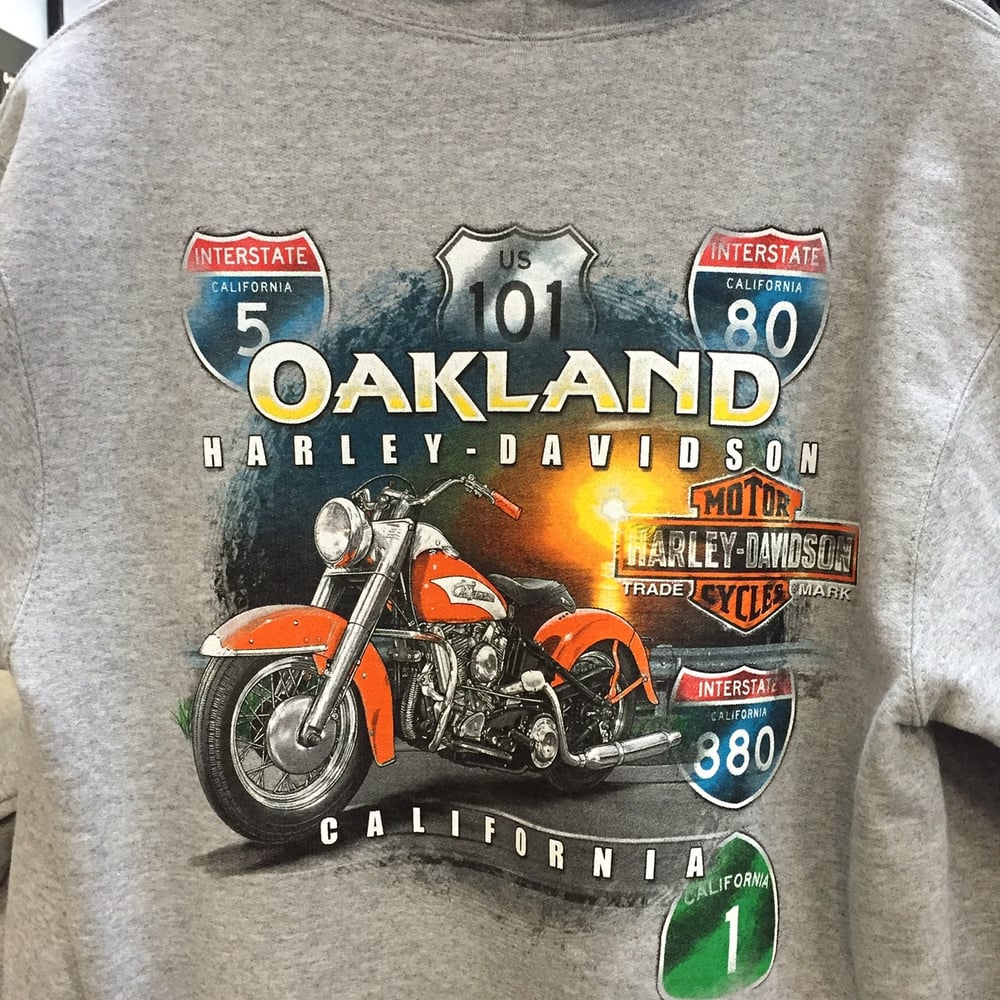 INTERSTATE
CALIFORNIA
5
US
101
INTERSTATE
CALIFORNIA
80
OAKLAND
HARLEY-DAVIDSON
MOTOR
HARLEY-DAVIDSON
TRADE MARK
CYCLES
INTERSTATE
CALIFORNIA
880
CALIFORNIA
CALIFORNIA
1